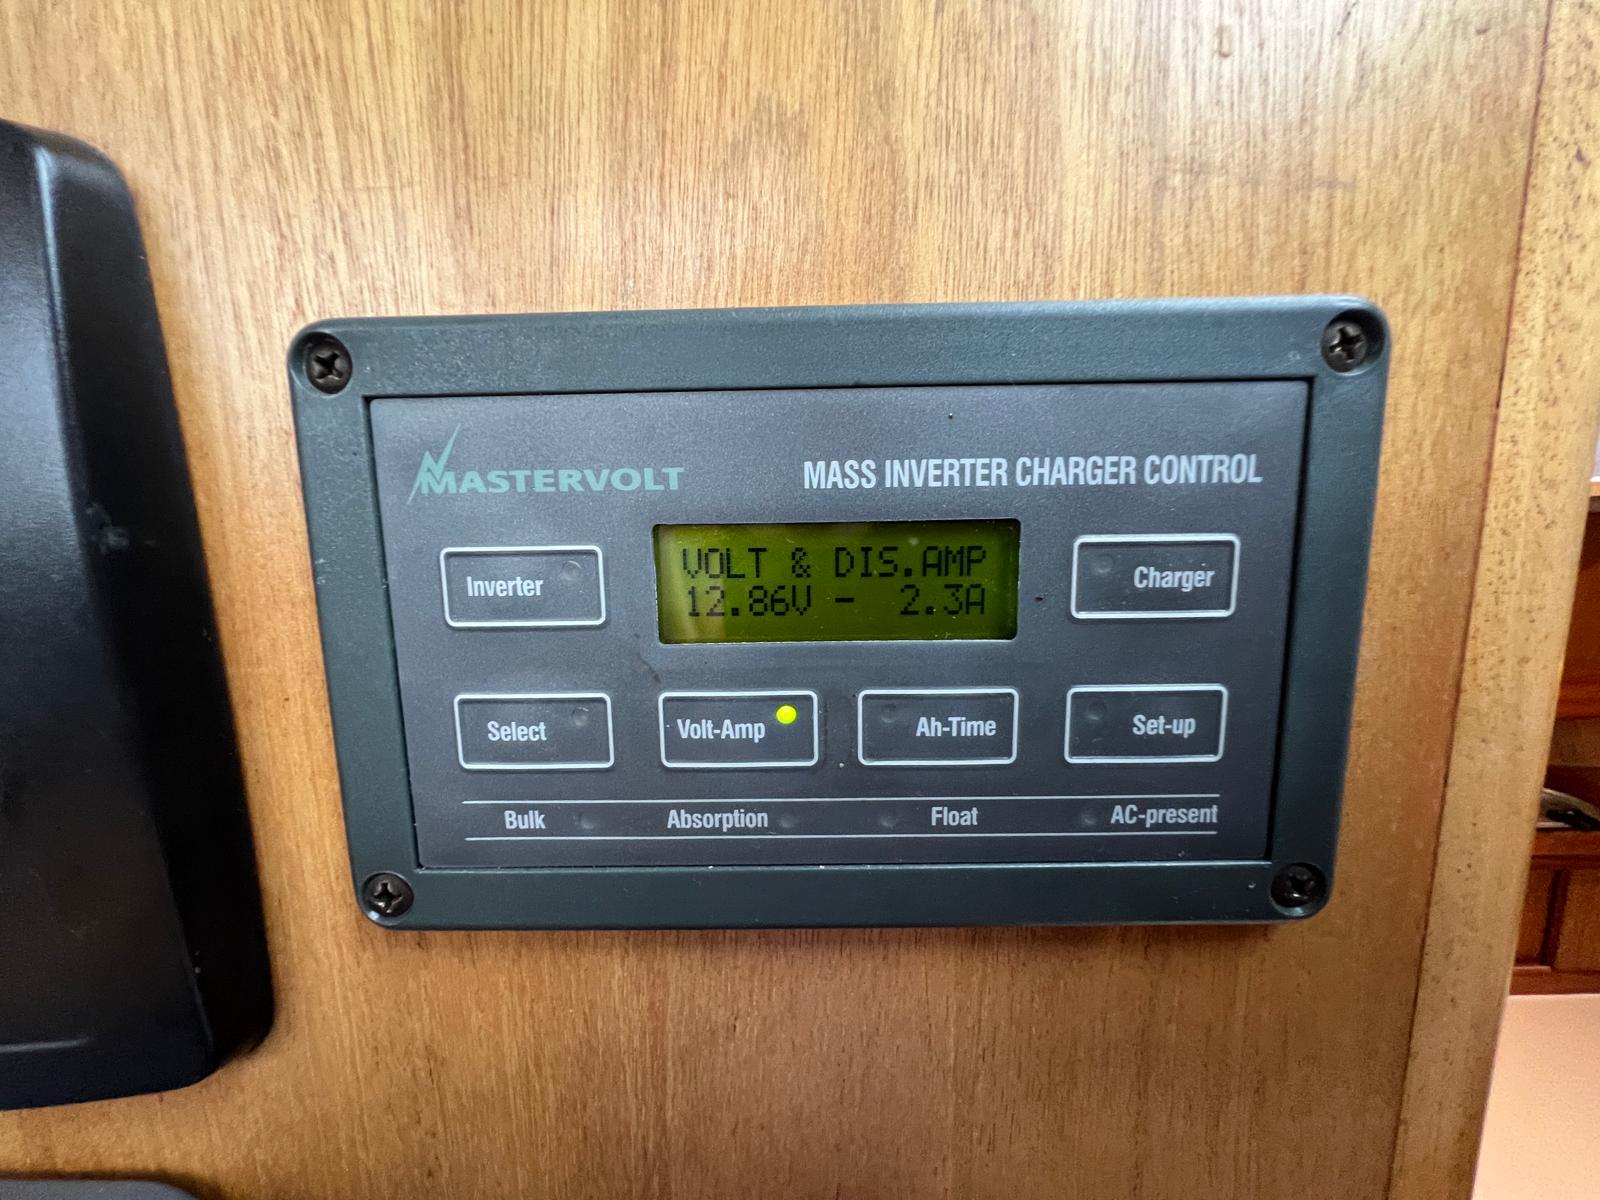 MASTERVOLT
MASS INVERTER CHARGER CONTROL
Inverter
VOLT & DIS.AMP
12.86V - 2.3A
Charger
Select
Volt-Amp
Ah-Time
Set-up
Bulk
Absorption
Float
AC-present